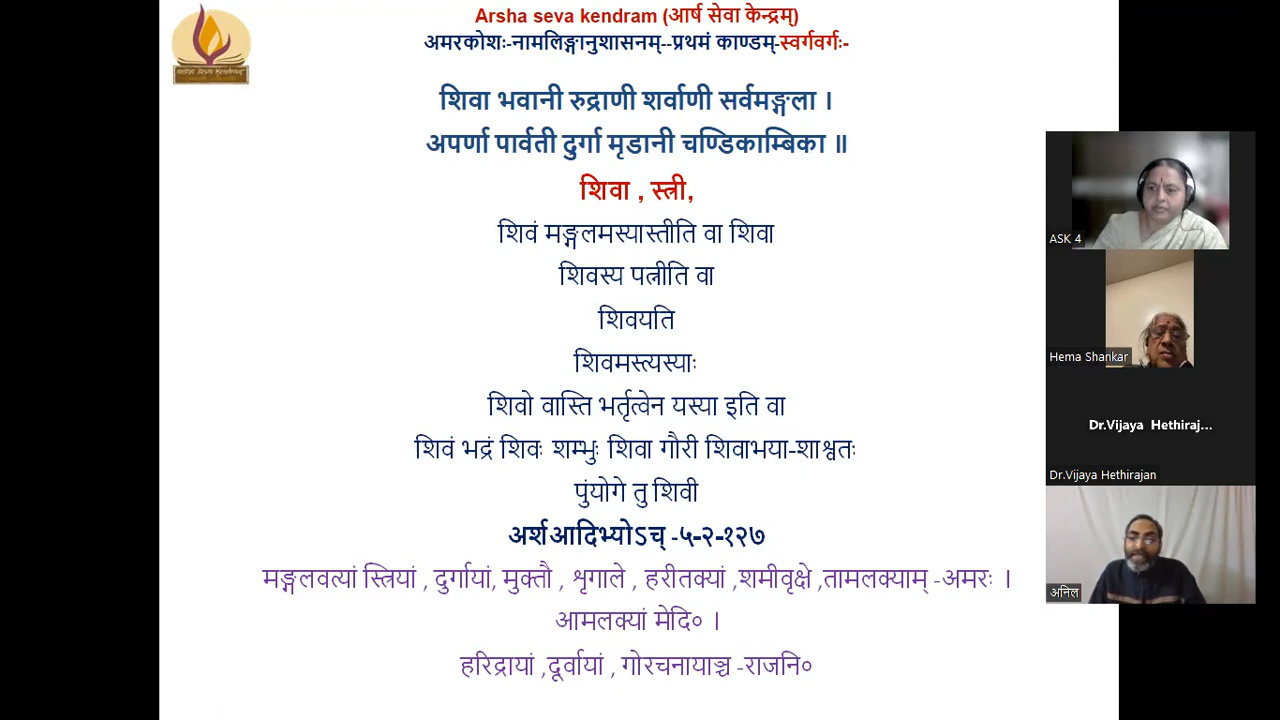 Arsha seva kendram (आर्ष सेवा केन्द्रम्)
अमरकोशः-नामलिङ्गानुशासनम्--प्रथमं काण्डम्-स्वर्गवर्गः-
शिवा भवानी रुद्राणी शर्वाणी सर्वमङ्गला ।
अपर्णा पार्वती दुर्गा मृडानी चण्डिकाम्बिका ॥
शिवा , स्त्री,
शिवं मङ्गलमस्यास्तीति वा शिवा
शिवस्य पत्नीति वा
शिवयति
शिवमस्त्यस्याः
शिवो वास्ति भर्तृत्वेन यस्या इति वा
शिवं भद्रं शिवः शम्भुः शिवा गौरी शिवाभया-शाश्वतः
पुंयोगे तु शिवी
अर्शआदिभ्योऽच् -५-२-१२७
मङ्गलवत्यां स्त्रियां , दुर्गायां, मुक्तौ , शृगाले , हरीतक्यां ,शमीवृक्षे ,तामलक्याम् -अमरः ।
आमलक्यां मेदि० ।
हरिद्रायां ,दूर्वायां , गोरचनायाञ्च -राजनि०
ASK 4
Hema Shankar
Dr.Vijaya Hethiraj...
Dr.Vijaya Hethirajan
अनिल